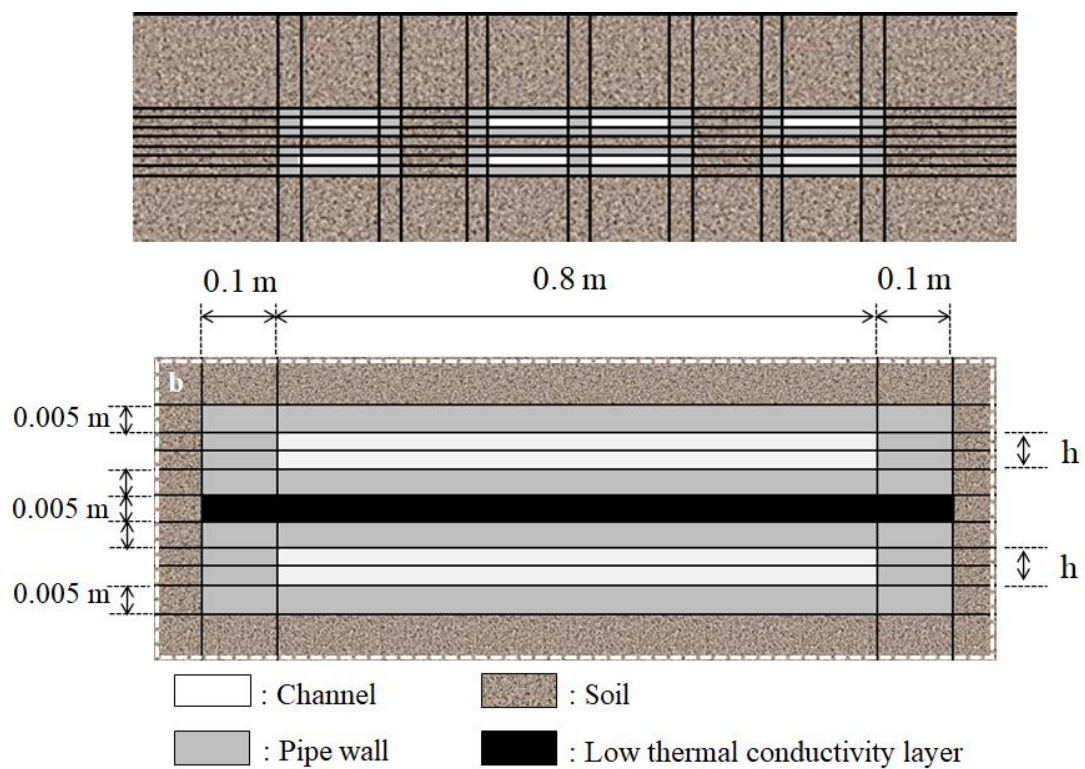 0.1 m
0.8 m
0.1 m
b
0.005 m
h
0.005 m
h
0.005 m
: Channel
: Soil
: Pipe wall
: Low thermal conductivity layer